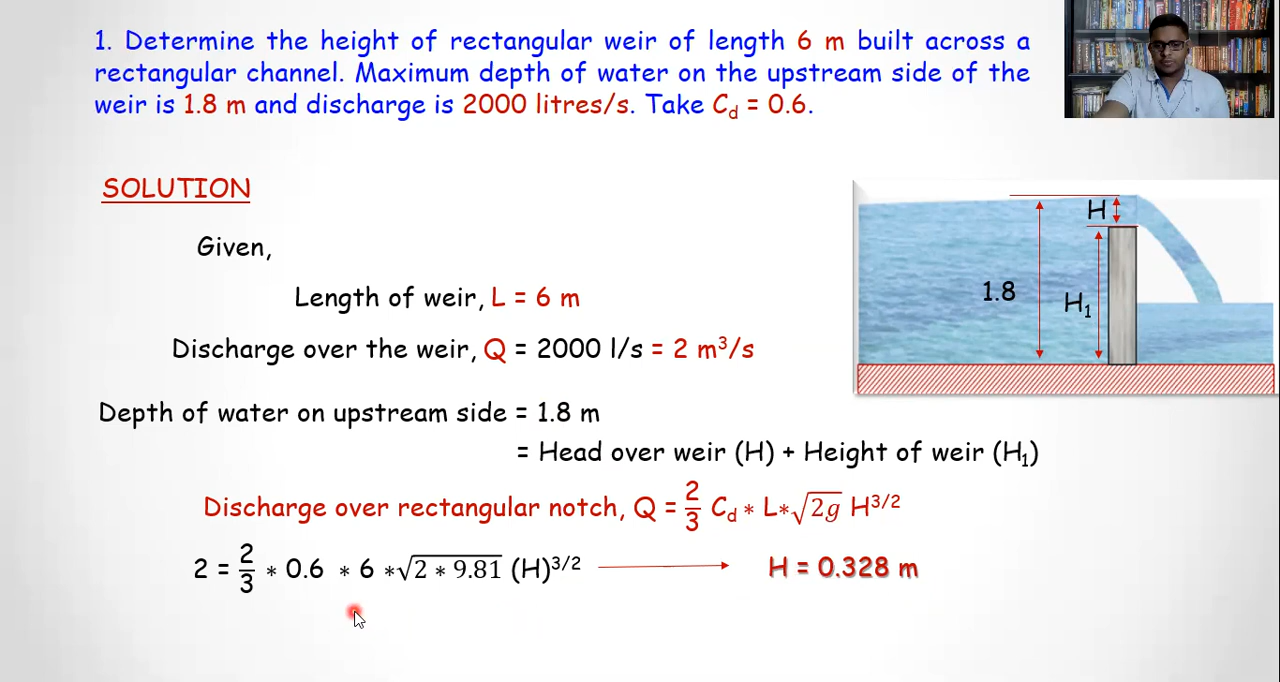 1. Determine the height of rectangular weir of length 6 m built across a
rectangular channel. Maximum depth of water on the upstream side of the
weir is 1.8 m and discharge is 2000 litres/s. Take C_d = 0.6.
SOLUTION
Given,
Length of weir, L = 6 m
Discharge over the weir, Q = 2000 l/s = 2 m³/s
Depth of water on upstream side = 1.8 m
= Head over weir (H) + Height of weir (H₁)
Discharge over rectangular notch, Q = 2/3 C_d * L*√2g H^3/2
2 = 2/3 * 0.6 * 6 *√2 * 9.81 (H)^3/2
H = 0.328 m
H
1.8
H₁